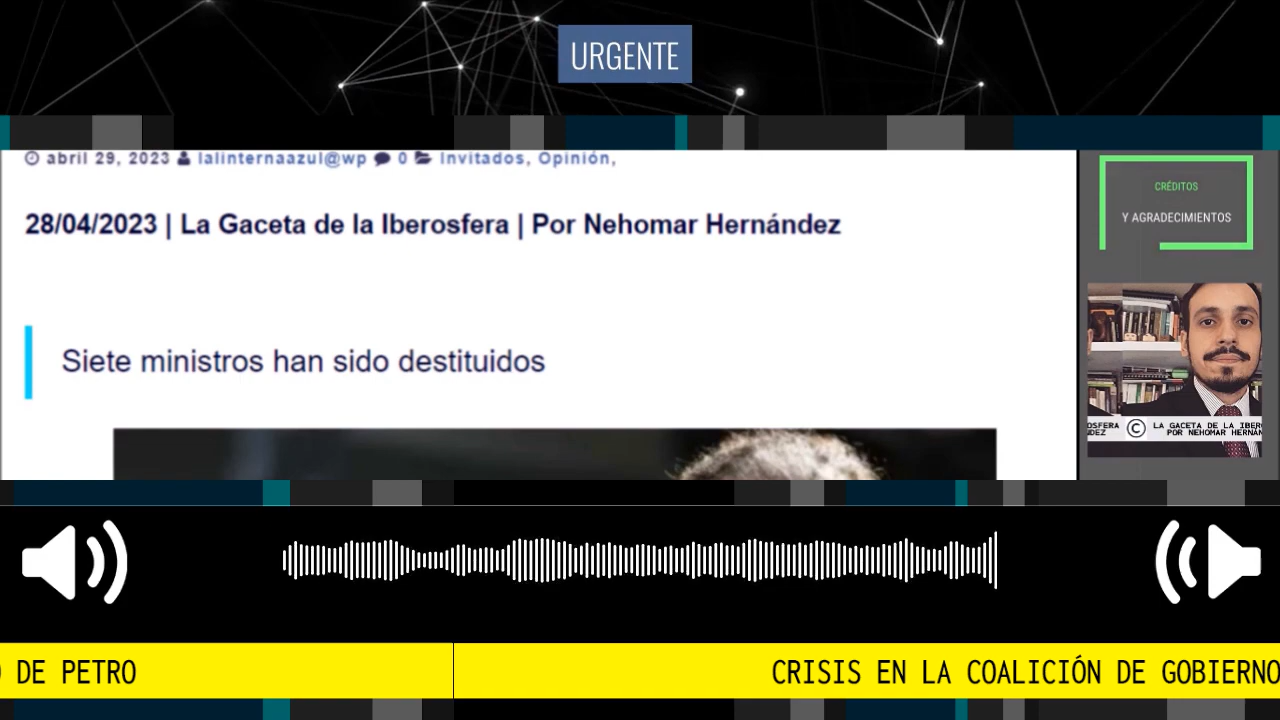 URGENTE
abril 29, 2023 lalinternaazul@wp 0 Invitados, Opinión,
28/04/2023 | La Gaceta de la Iberosfera | Por Nehomar Hernández
Siete ministros han sido destituidos
CRÉDITOS
Y AGRADECIMIENTOS
OSFERA © LA GACETA DE LA IBER
DEZ POR NEHOMAR HERNÁN
DE PETRO
CRISIS EN LA COALICIÓN DE GOBIERNO